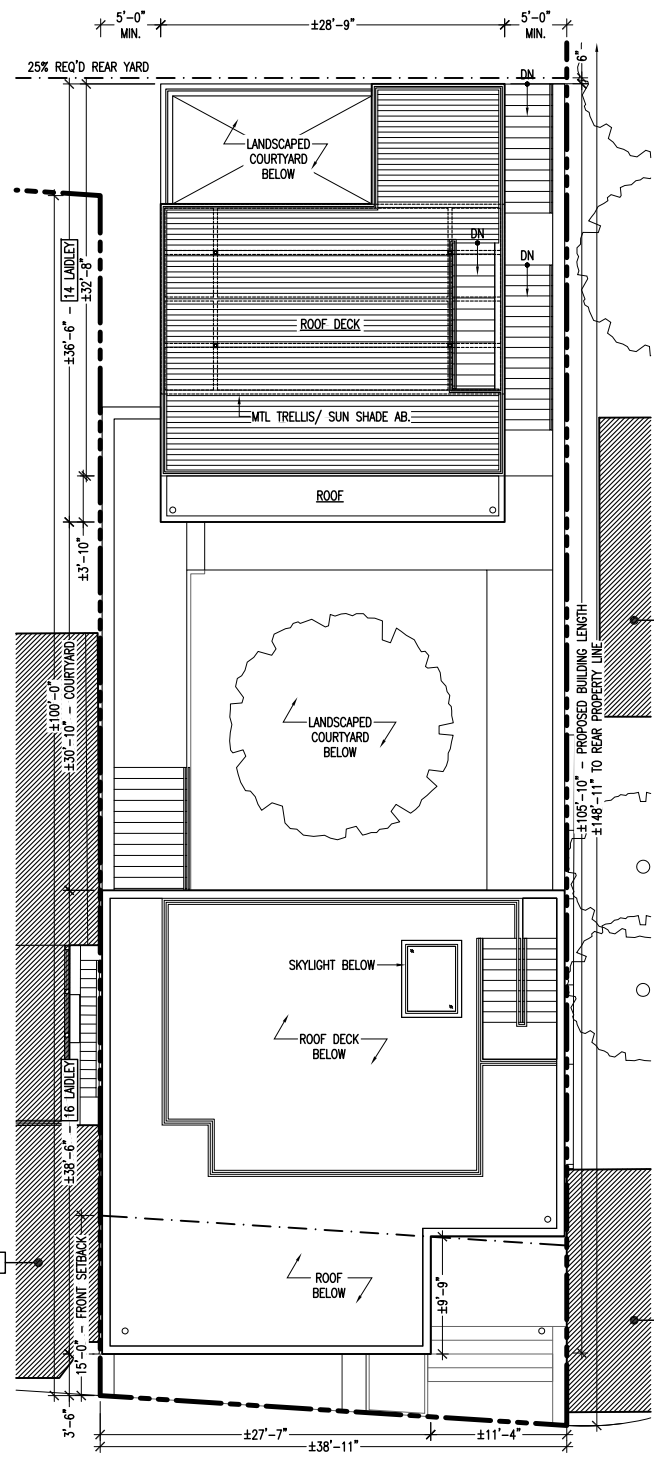 5'-0"
MIN.
±28'-9"
5'-0"
MIN.
25% REQ'D REAR YARD
6"
DN
LANDSCAPED
COURTYARD
BELOW
DN
DN
±36'-6" - 14 LAIDLEY
±32'-8"
ROOF DECK
MTL TRELLIS/ SUN SHADE AB.
ROOF
±3'-10"
±100'-0"
±30'-10" - COURTYARD
LANDSCAPED
COURTYARD
BELOW
±105'-10" - PROPOSED BUILDING LENGTH
±148'-11" TO REAR PROPERTY LINE
SKYLIGHT BELOW
ROOF DECK
BELOW
±38'-6" - 16 LAIDLEY
15'-0" - FRONT SETBACK
ROOF
BELOW
±9'-9"
3'-6"
±27'-7"
±11'-4"
±38'-11"